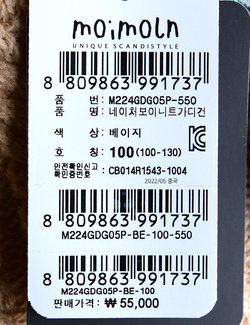 moimoln
UNIQUE SCANDISTYLE
8 809863 991737
품 번: M224GDG05P-550
품 명: 네이처보이니트가디건
색 상: 베이지
호 칭: 100(100-130)
안전확인신고
확인증번호 : CB014R1543-1004
2022/05 중국
8 809863 991737
M224GDG05P-BE-100-550
8 809863 991737
M224GDG05P-BE-100
판매가격: ₩ 55,000